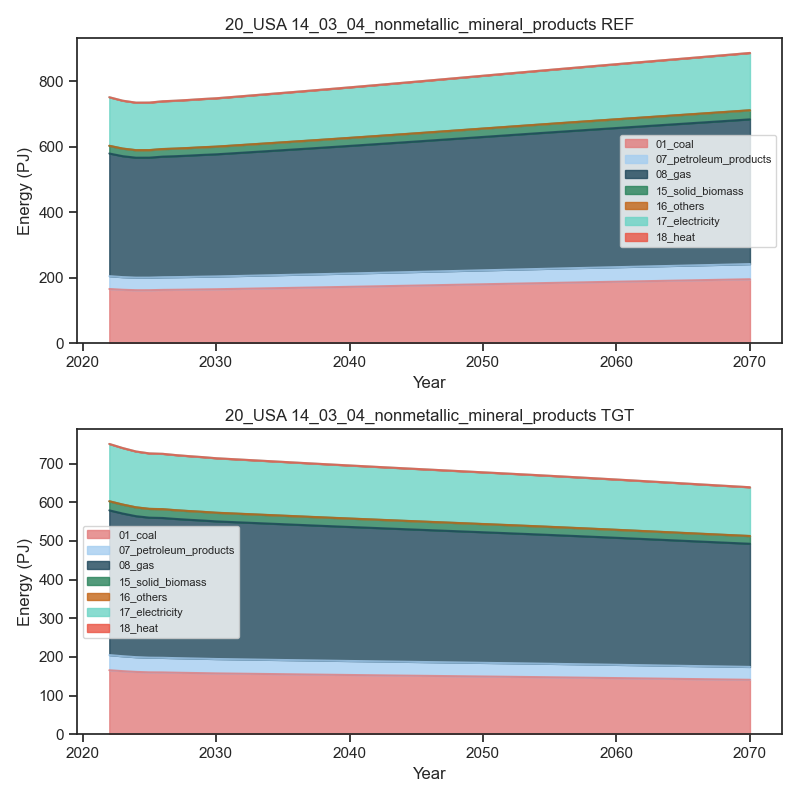 20_USA 14_03_04_nonmetallic_mineral_products REF
Energy (PJ)
800
600
400
200
0
01_coal
07_petroleum_products
08_gas
15_solid_biomass
16_others
17_electricity
18_heat
2020 2030 2040 2050 2060 2070
Year
20_USA 14_03_04_nonmetallic_mineral_products TGT
Energy (PJ)
700
600
500
400
300
200
100
0
01_coal
07_petroleum_products
08_gas
15_solid_biomass
16_others
17_electricity
18_heat
2020 2030 2040 2050 2060 2070
Year